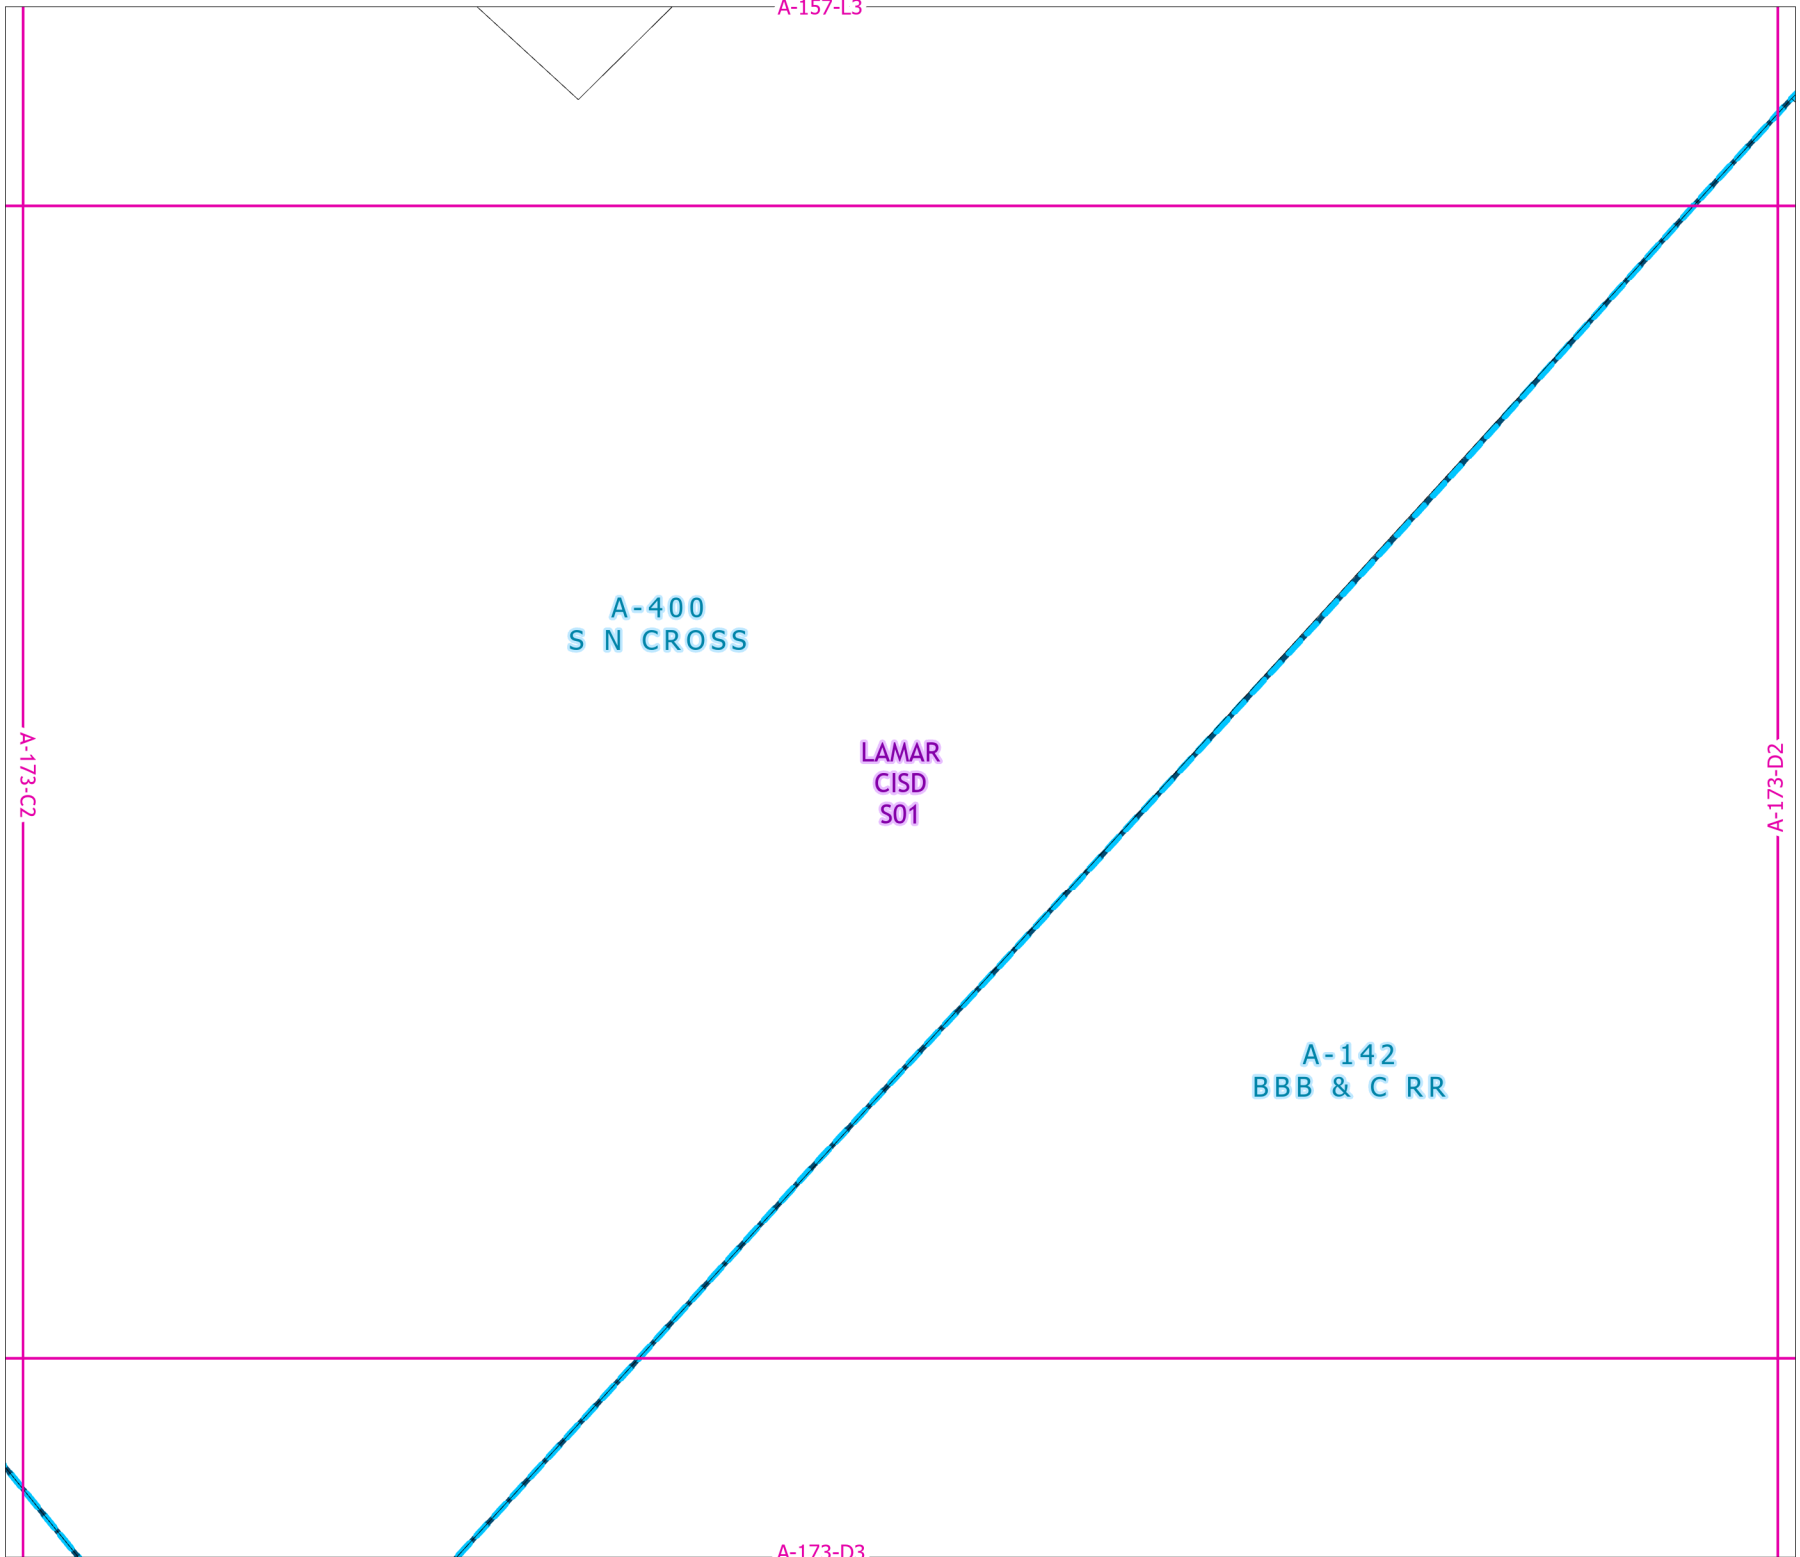 A-157-L3
A-400
S N CROSS
LAMAR
CISD
S01
A-173-C2
A-173-D2
A-142
BBB & C RR
A-173-D3